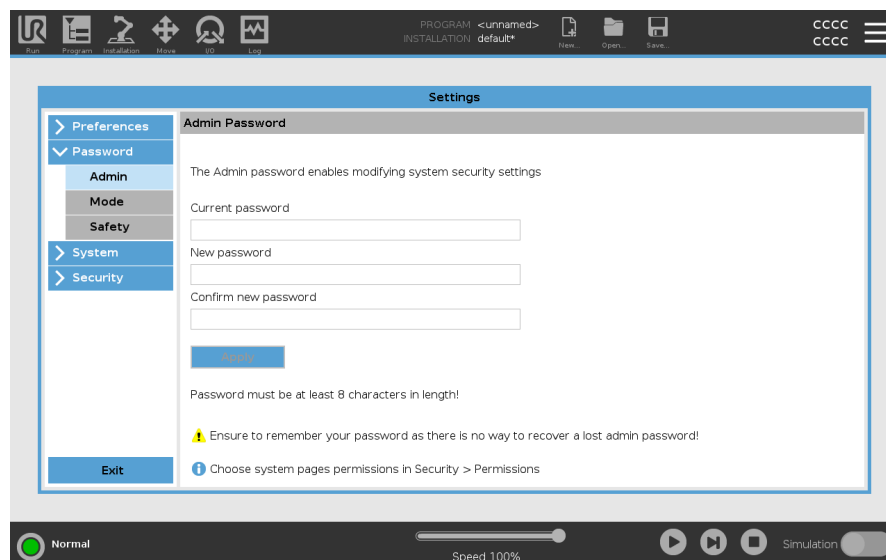 PROGRAM <unnamed>
INSTALLATION default*
Run Program Installation Move I/O Log New... Open... Save...
CCCC
CCCC
Settings
Preferences
Password
Admin
Mode
Safety
System
Security
Exit
Admin Password
The Admin password enables modifying system security settings
Current password
New password
Confirm new password
Apply
Password must be at least 8 characters in length!
Ensure to remember your password as there is no way to recover a lost admin password!
Choose system pages permissions in Security > Permissions
Normal
Speed 100%
Simulation